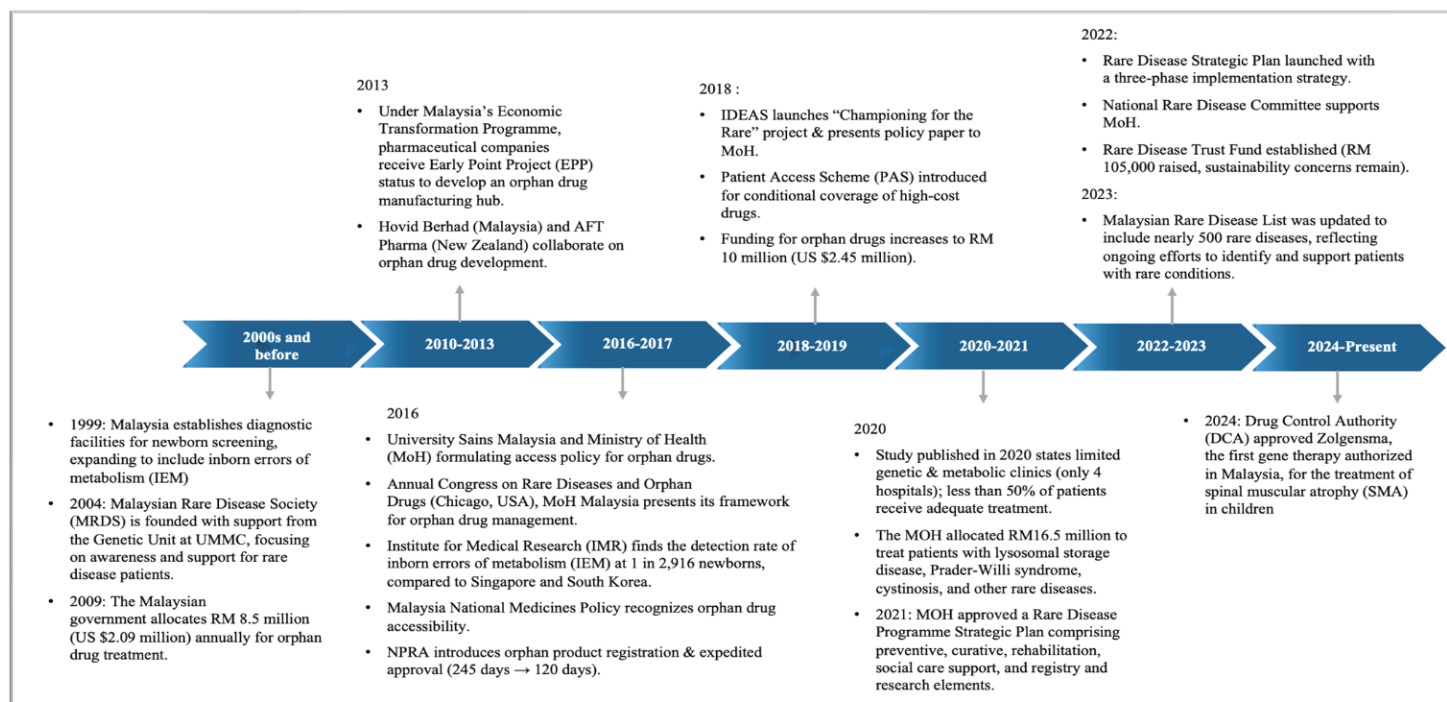 2013
• Under Malaysia's Economic
Transformation Programme,
pharmaceutical companies
receive Early Point Project (EPP)
status to develop an orphan drug
manufacturing hub.
• Hovid Berhad (Malaysia) and AFT
Pharma (New Zealand) collaborate on
orphan drug development.
2018 :
• IDEAS launches “Championing for the
Rare” project & presents policy paper to
MoH.
• Patient Access Scheme (PAS) introduced
for conditional coverage of high-cost
drugs.
• Funding for orphan drugs increases to RM
10 million (US $2.45 million).
2022:
• Rare Disease Strategic Plan launched with
a three-phase implementation strategy.
• National Rare Disease Committee supports
MoH.
• Rare Disease Trust Fund established (RM
105,000 raised, sustainability concerns remain).
2023:
• Malaysian Rare Disease List was updated to
include nearly 500 rare diseases, reflecting
ongoing efforts to identify and support patients
with rare conditions.
2000s and
before
2010-2013
2016-2017
2018-2019
2020-2021
2022-2023
2024-Present
• 1999: Malaysia establishes diagnostic
facilities for newborn screening,
expanding to include inborn errors of
metabolism (IEM)
• 2004: Malaysian Rare Disease Society
(MRDS) is founded with support from
the Genetic Unit at UMMC, focusing
on awareness and support for rare
disease patients.
• 2009: The Malaysian
government allocates RM 8.5 million
(US $2.09 million) annually for orphan
drug treatment.
2016
• University Sains Malaysia and Ministry of Health
(MoH) formulating access policy for orphan drugs.
• Annual Congress on Rare Diseases and Orphan
Drugs (Chicago, USA), MoH Malaysia presents its framework
for orphan drug management.
• Institute for Medical Research (IMR) finds the detection rate of
inborn errors of metabolism (IEM) at 1 in 2,916 newborns,
compared to Singapore and South Korea.
• Malaysia National Medicines Policy recognizes orphan drug
accessibility.
• NPRA introduces orphan product registration & expedited
approval (245 days → 120 days).
2020
• Study published in 2020 states limited
genetic & metabolic clinics (only 4
hospitals); less than 50% of patients
receive adequate treatment.
• The MOH allocated RM16.5 million to
treat patients with lysosomal storage
disease, Prader-Willi syndrome,
cystinosis, and other rare diseases.
• 2021: MOH approved a Rare Disease
Programme Strategic Plan comprising
preventive, curative, rehabilitation,
social care support, and registry and
research elements.
• 2024: Drug Control Authority
(DCA) approved Zolgensma,
the first gene therapy authorized
in Malaysia, for the treatment of
spinal muscular atrophy (SMA)
in children